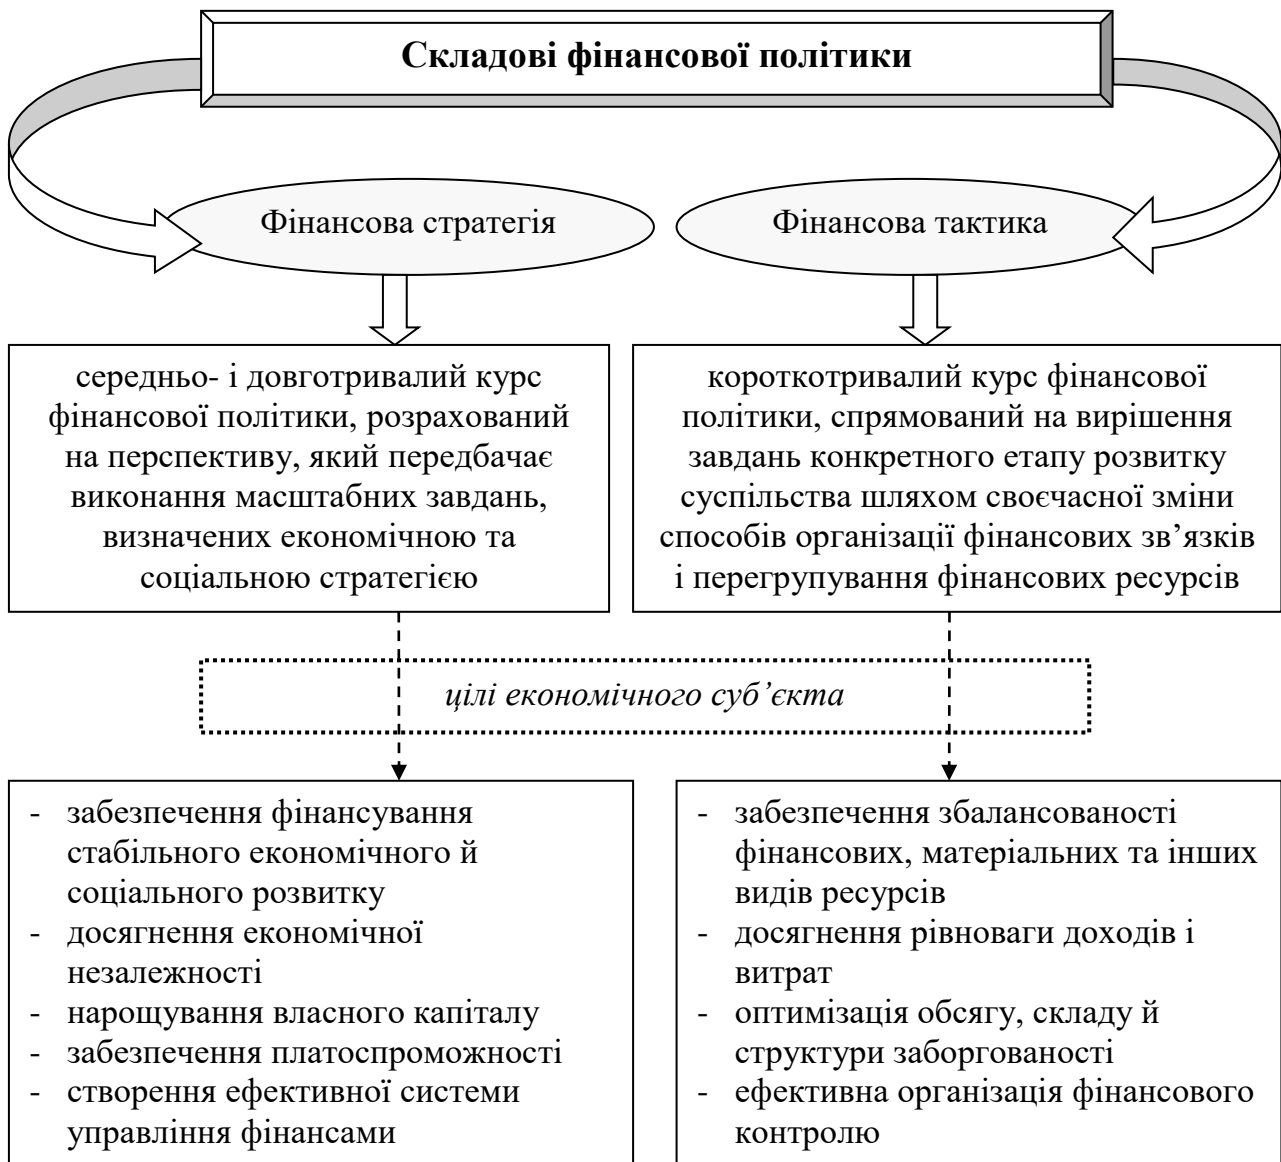 Складові фінансової політики
Фінансова стратегія
Фінансова тактика
середньо- і довготривалий курс
фінансової політики, розрахований
на перспективу, який передбачає
виконання масштабних завдань,
визначених економічною та
соціальною стратегією
короткотривалий курс фінансової
політики, спрямований на вирішення
завдань конкретного етапу розвитку
суспільства шляхом своєчасної зміни
способів організації фінансових зв’язків
і перегрупування фінансових ресурсів
цілі економічного суб’єкта
- забезпечення фінансування
стабільного економічного й
соціального розвитку
- досягнення економічної
незалежності
- нарощування власного капіталу
- забезпечення платоспроможності
- створення ефективної системи
управління фінансами
- забезпечення збалансованості
фінансових, матеріальних та інших
видів ресурсів
- досягнення рівноваги доходів і
витрат
- оптимізація обсягу, складу й
структури заборгованості
- ефективна організація фінансового
контролю